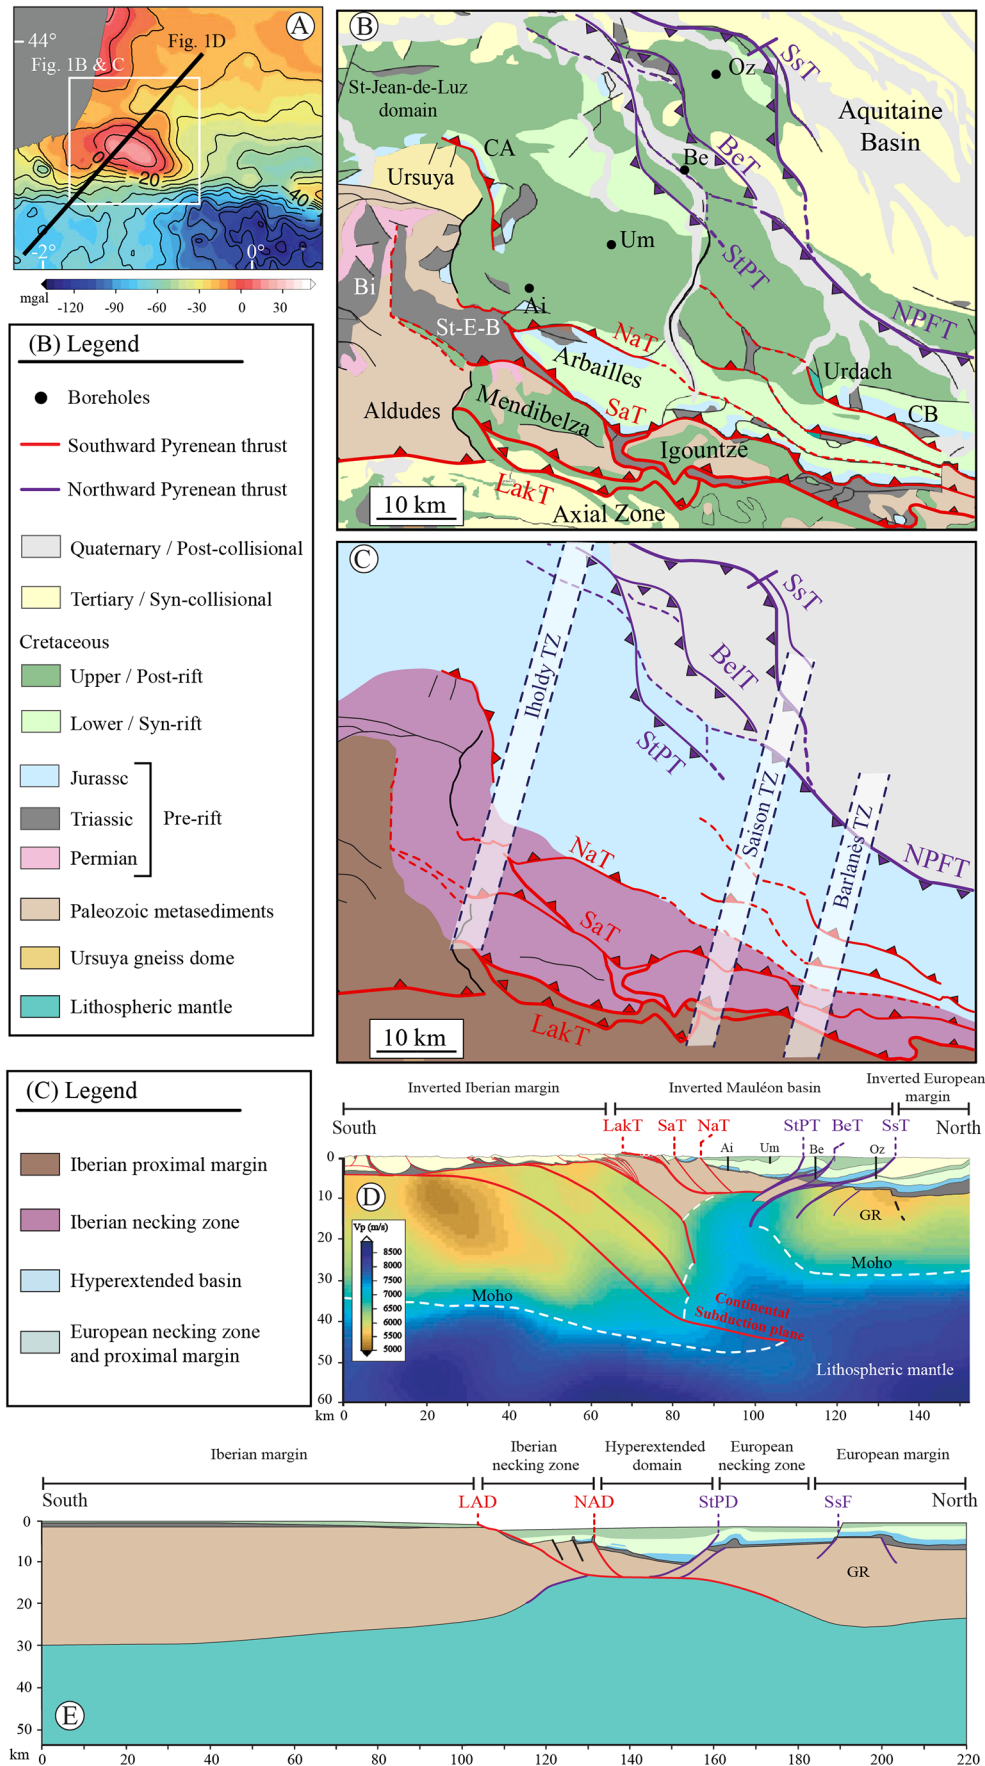 A
44°
Fig. 1D
Fig. 1B & C
0
-20
-40
-2°
0°
mgal
-120 -90 -60 -30 0 30
(B) Legend
Boreholes
Southward Pyrenean thrust
Northward Pyrenean thrust
Quaternary / Post-collisional
Tertiary / Syn-collisional
Cretaceous
Upper / Post-rift
Lower / Syn-rift
Jurassc
Triassic
Permian
Pre-rift
Paleozoic metasediments
Ursuya gneiss dome
Lithospheric mantle
B
SsT
Oz
St-Jean-de-Luz
domain
Aquitaine
Basin
CA
Ursuya
BeT
Be
Um
StPT
Bi
Ai
St-E-B
NaT
NPFT
Arbailles
Urdach
Aldudes
Mendibelza
SaT
CB
Igountze
LakT
10 km
Axial Zone
C
SsT
Iholdy TZ
BelT
StPT
Saison TZ
NaT
Barlanès TZ
NPFT
SaT
LakT
10 km
(C) Legend
Iberian proximal margin
Iberian necking zone
Hyperextended basin
European necking zone
and proximal margin
Inverted Iberian margin
Inverted Mauléon basin
Inverted European
margin
South
North
LakT SaT NaT StPT BeT SsT
Ai Um Be Oz
D
0
10
20
30
40
50
60
Vp (m/s)
8500
8000
7500
7000
6500
6000
5500
5000
GR
Moho
Moho
Continental
Subduction plane
Lithospheric mantle
km 0 20 40 60 80 100 120 140
Iberian margin
Iberian
necking zone
Hyperextended
domain
European
necking zone
European margin
South
North
LAD NAD StPD SsF
0
10
20
30
40
50
GR
E
km
0 20 40 60 80 100 120 140 160 180 200 220